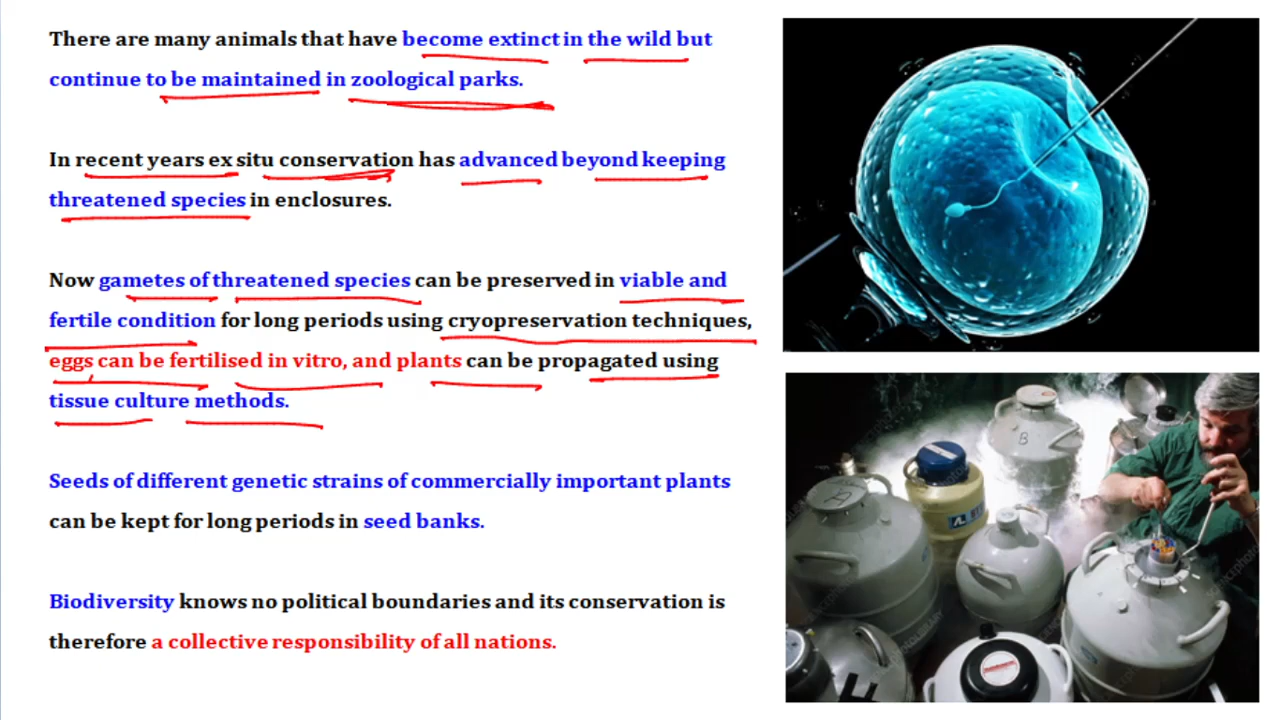 There are many animals that have become extinct in the wild but
continue to be maintained in zoological parks.
In recent years ex situ conservation has advanced beyond keeping
threatened species in enclosures.
Now gametes of threatened species can be preserved in viable and
fertile condition for long periods using cryopreservation techniques,
eggs can be fertilised in vitro, and plants can be propagated using
tissue culture methods.
Seeds of different genetic strains of commercially important plants
can be kept for long periods in seed banks.
Biodiversity knows no political boundaries and its conservation is
therefore a collective responsibility of all nations.
B